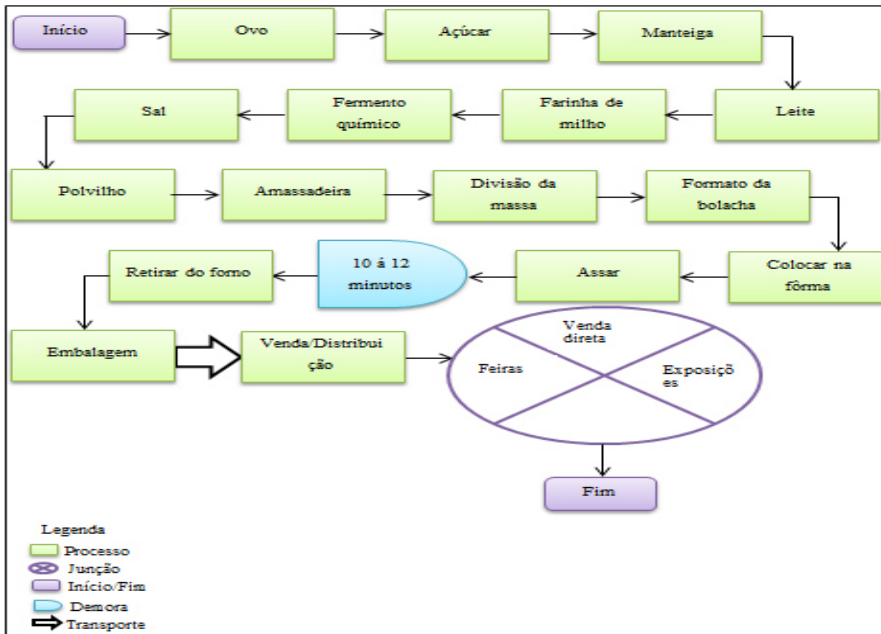 Início
Ovo
Açúcar
Manteiga
Leite
Farinha de
milho
Fermento
químico
Sal
Polvilho
Amassadeira
Divisão da
massa
Formato da
bolacha
Colocar na
fôrma
Assar
10 á 12
minutos
Retirar do forno
Embalagem
Venda/Distribui
ção
Venda
direta
Feiras
Exposiçõ
es
Fim
Legenda
Processo
Junção
Início/Fim
Demora
Transporte